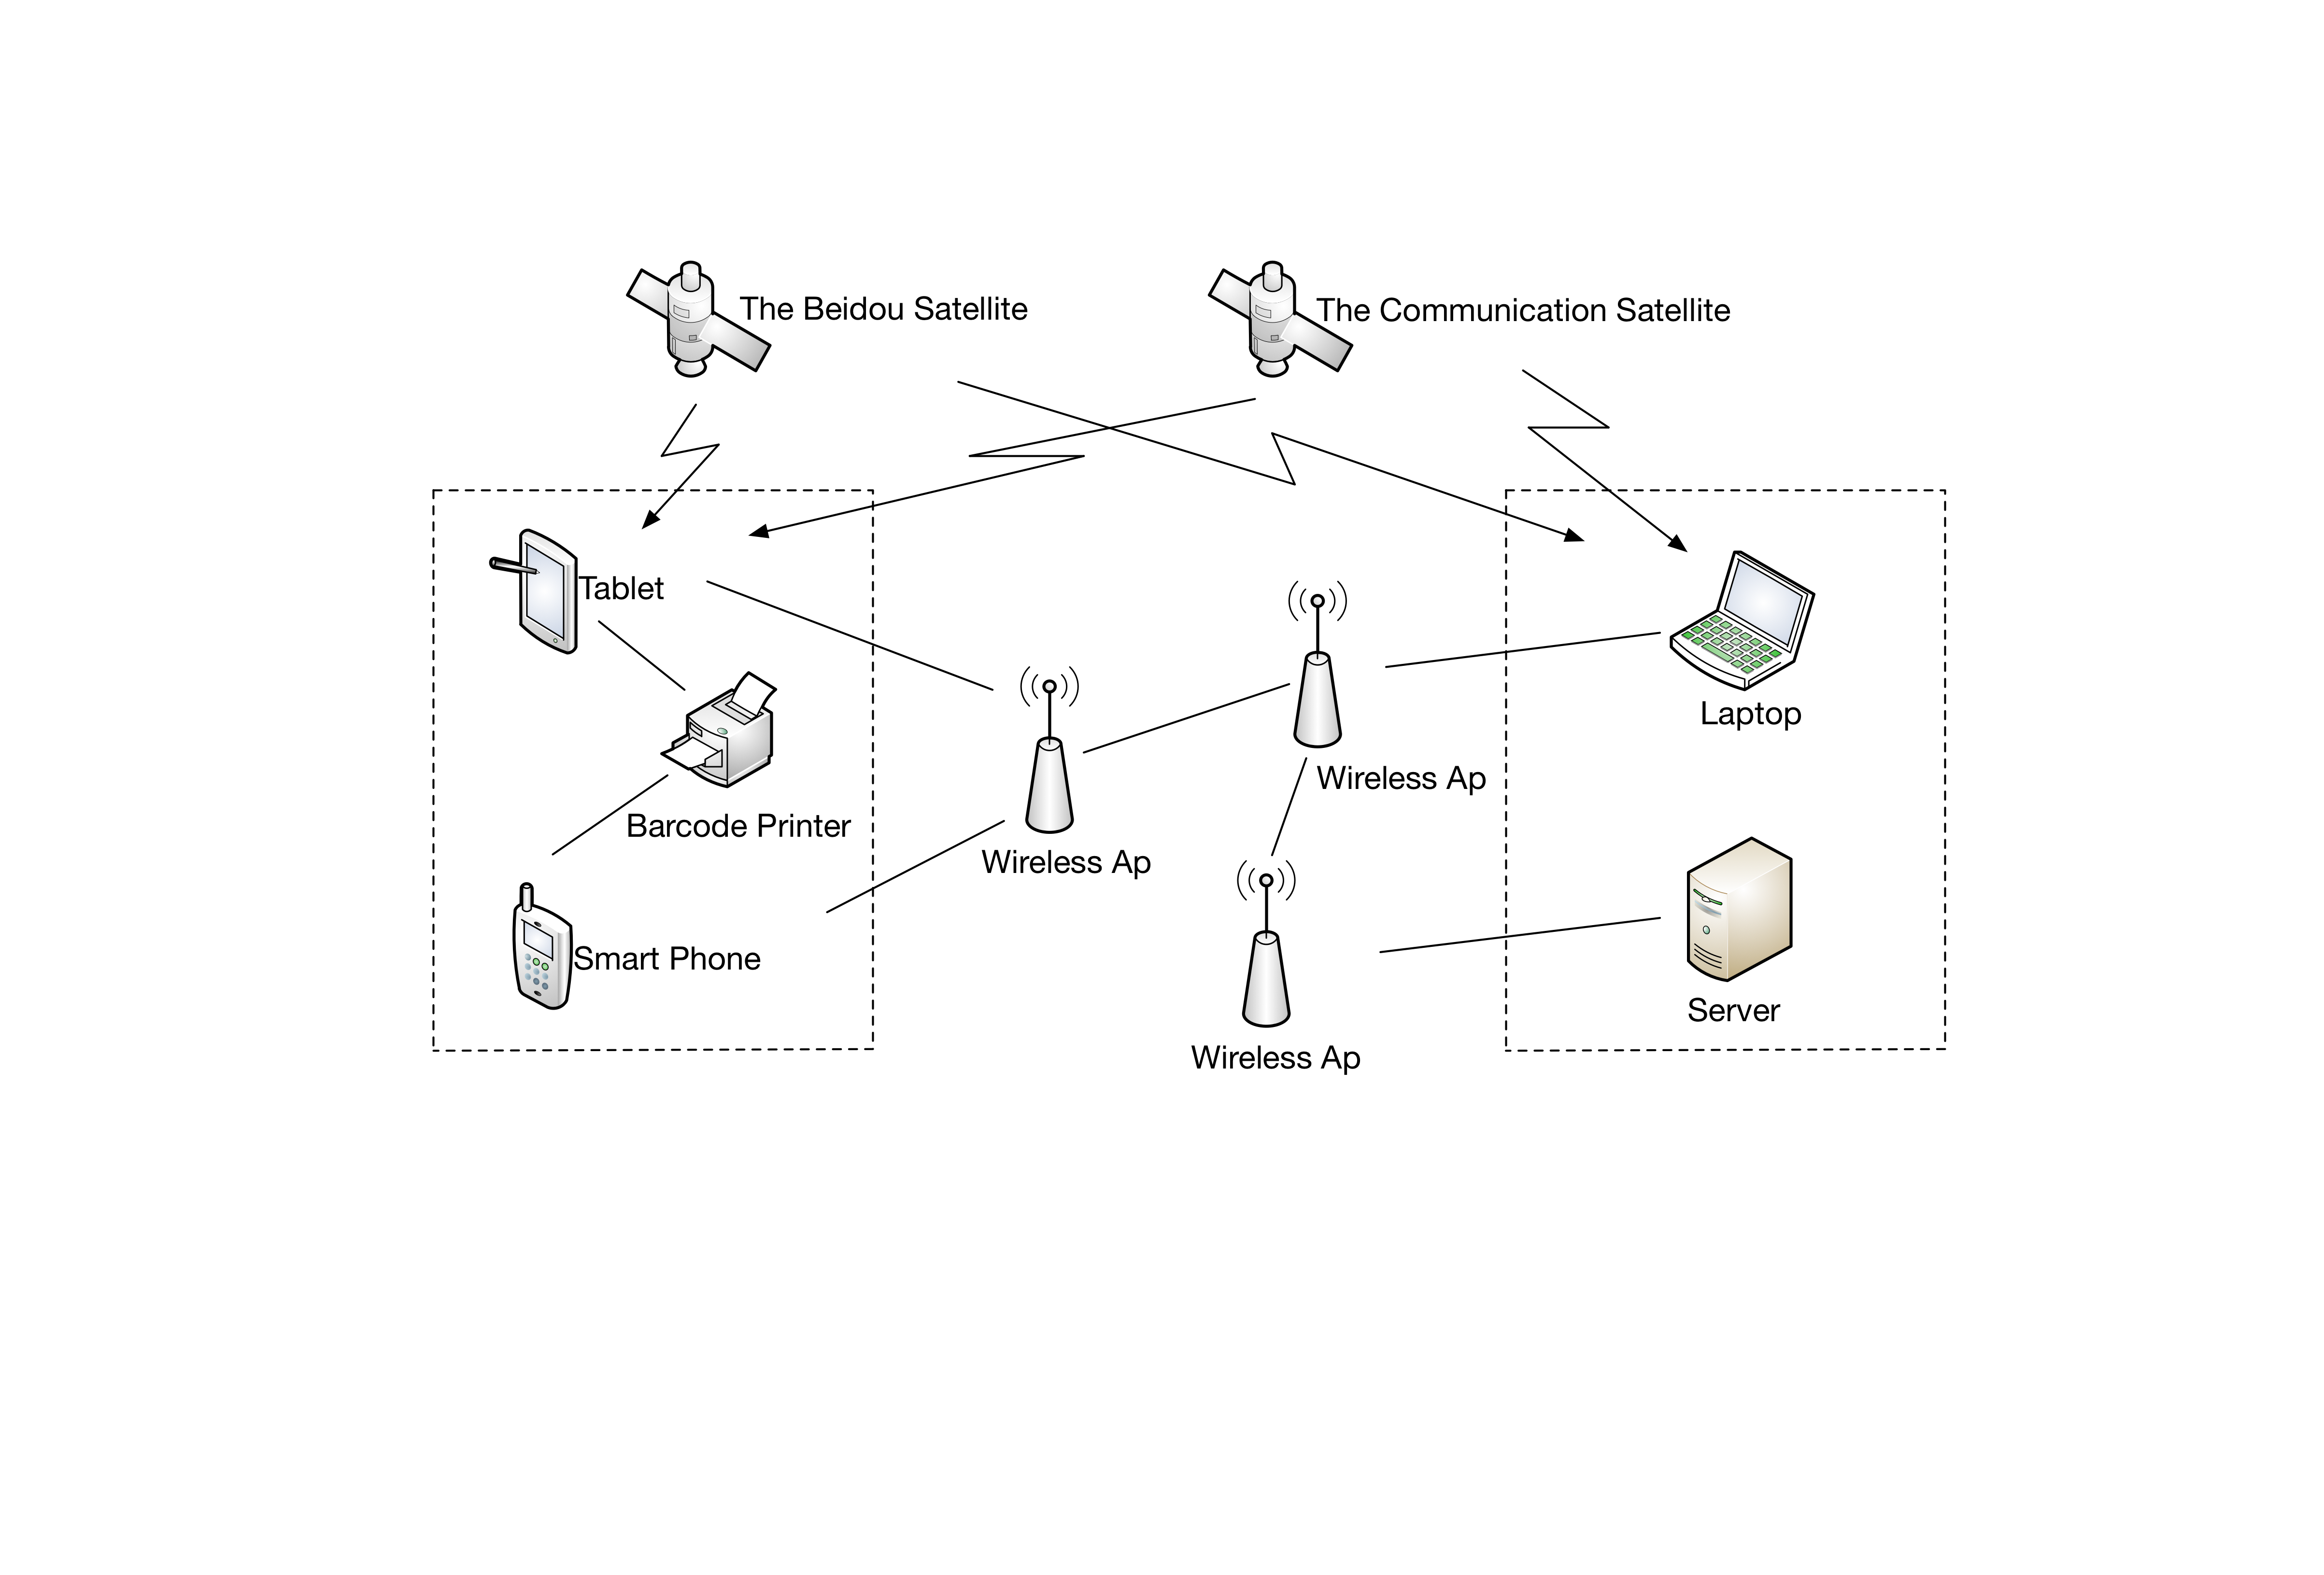 The Beidou Satellite
The Communication Satellite
Tablet
Laptop
Wireless Ap
Barcode Printer
Wireless Ap
Smart Phone
Server
Wireless Ap